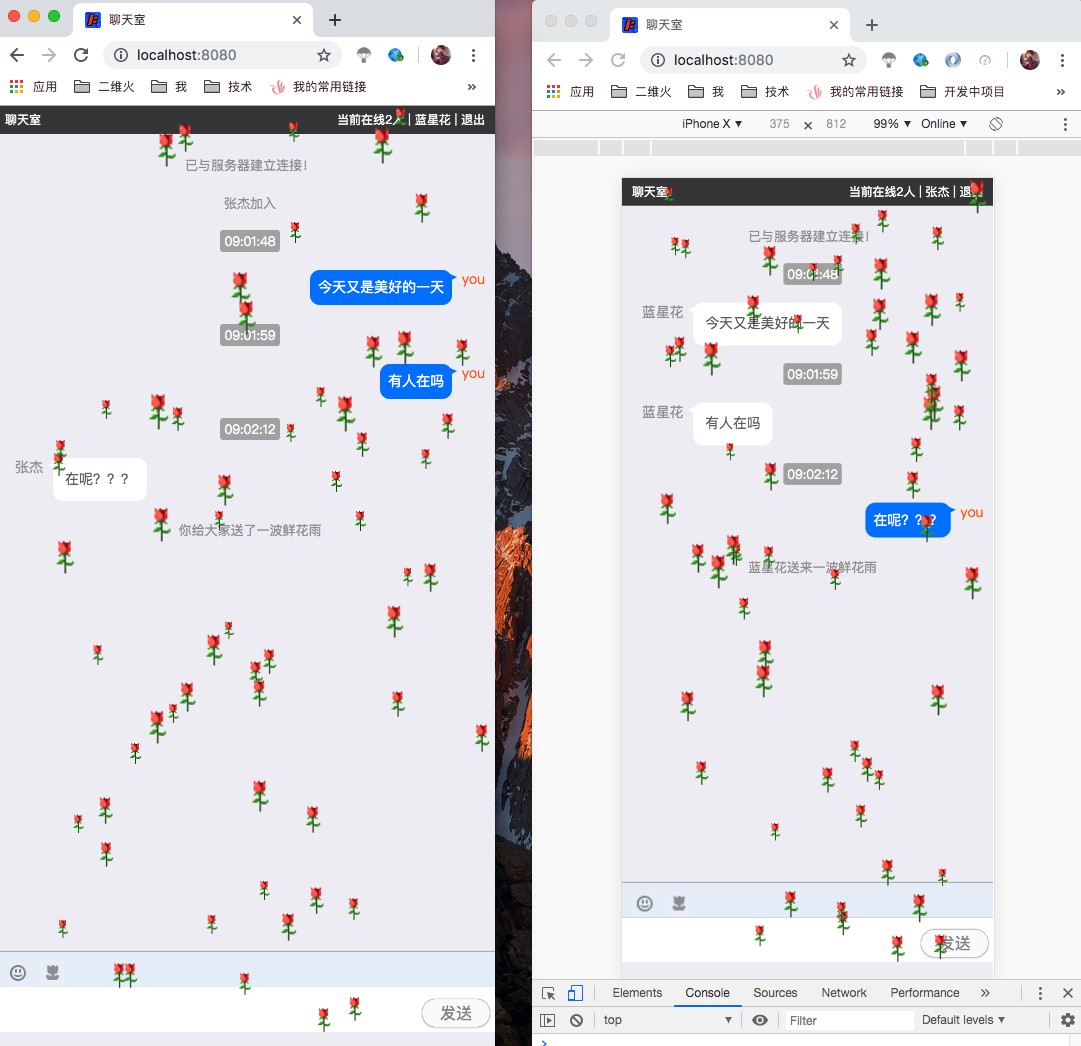 聊天室
localhost:8080
应用
二维火
我
技术
我的常用链接
»
聊天室
当前在线2人 | 蓝星花 | 退出
已与服务器建立连接!
张杰加入
09:01:48
今天又是美好的一天
you
09:01:59
有人在吗
you
09:02:12
张杰
在呢？？？
你给大家送了一波鲜花雨
发送
聊天室
localhost:8080
应用
二维火
我
技术
我的常用链接
开发中项目
»
iPhone X ▼
375
×
812
99% ▼
Online ▼
聊天室
当前在线2人 | 张杰 | 退出
已与服务器建立连接!
09:01:48
蓝星花
今天又是美好的一天
09:01:59
蓝星花
有人在吗
09:02:12
在呢？？？
you
蓝星花送来一波鲜花雨
发送
Elements
Console
Sources
Network
Performance
»
top
▼
Filter
Default levels ▼